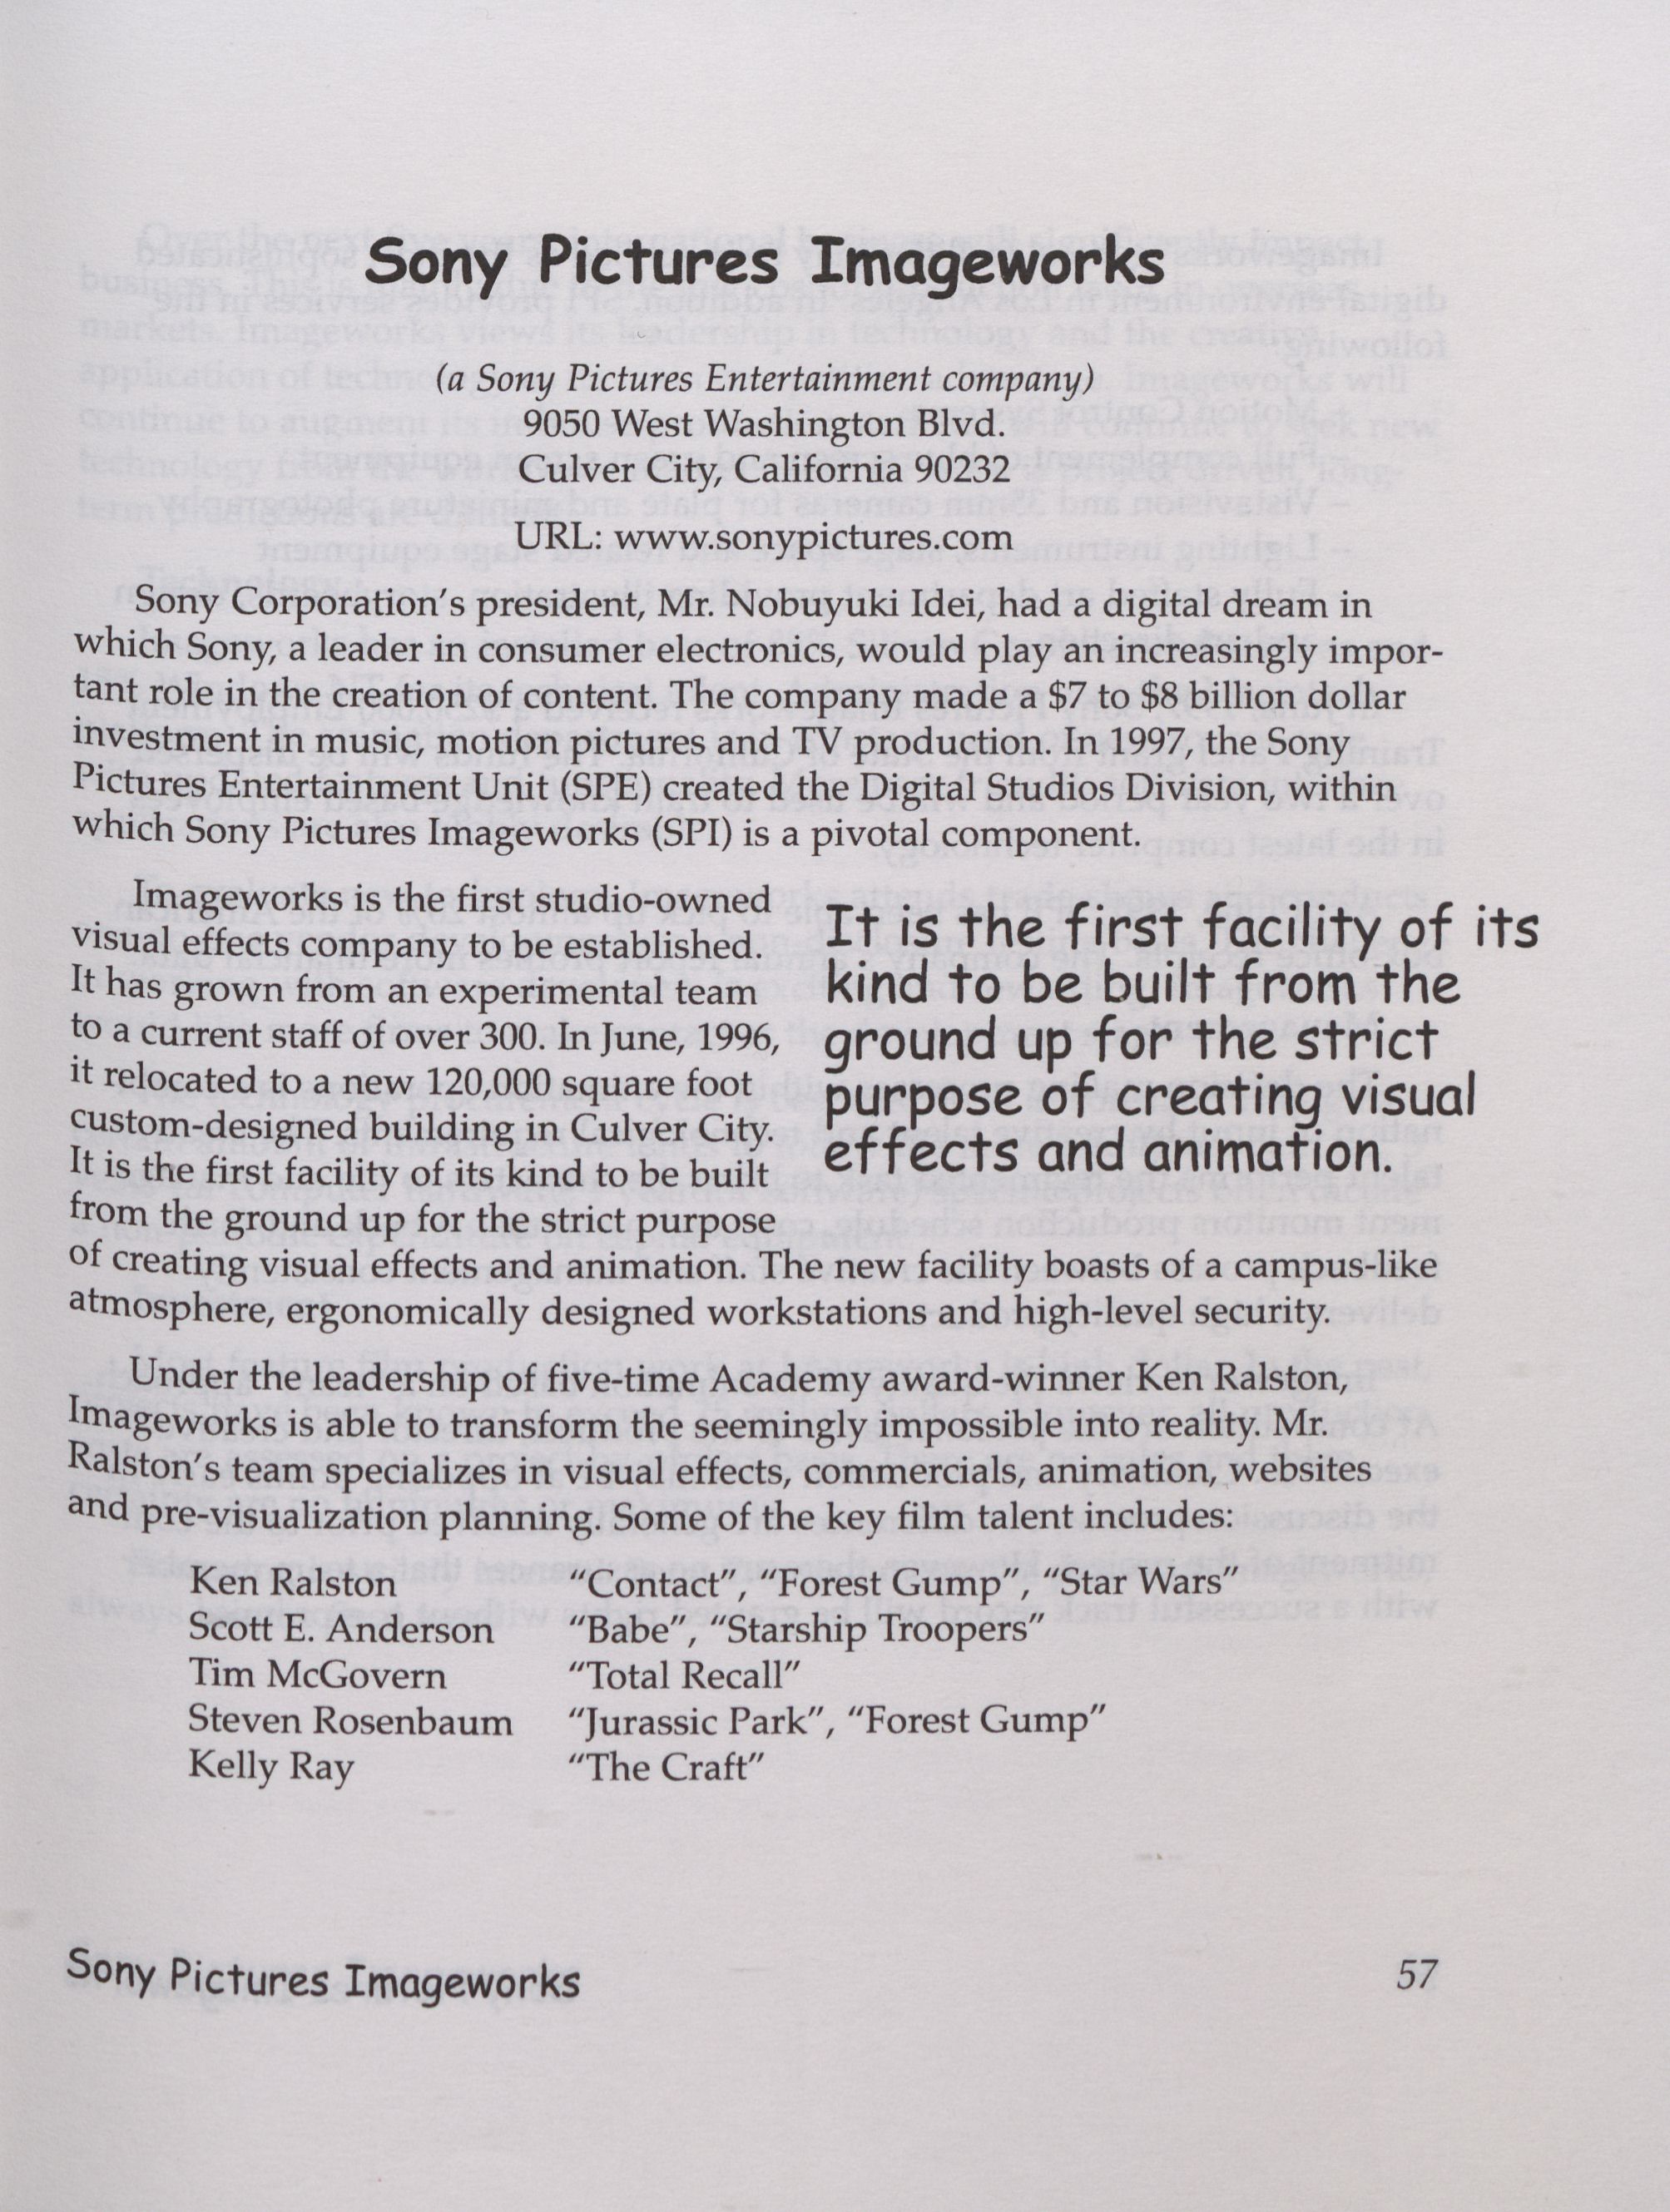 Sony Pictures Imageworks
(a Sony Pictures Entertainment company)
9050 West Washington Blvd.
Culver City, California 90232
URL: www.sonypictures.com
Sony Corporation's president, Mr. Nobuyuki Idei, had a digital dream in
which Sony, a leader in consumer electronics, would play an increasingly impor-
tant role in the creation of content. The company made a $7 to $8 billion dollar
investment in music, motion pictures and TV production. In 1997, the Sony
Pictures Entertainment Unit (SPE) created the Digital Studios Division, within
which Sony Pictures Imageworks (SPI) is a pivotal component.
Imageworks is the first studio-owned
visual effects company to be established.
It has grown from an experimental team
to a current staff of over 300. In June, 1996,
it relocated to a new 120,000 square foot
custom-designed building in Culver City.
It is the first facility of its kind to be built
from the ground up for the strict purpose
of creating visual effects and animation. The new facility boasts of a campus-like
atmosphere, ergonomically designed workstations and high-level security.
It is the first facility of its
kind to be built from the
ground up for the strict
purpose of creating visual
effects and animation.
Under the leadership of five-time Academy award-winner Ken Ralston,
Imageworks is able to transform the seemingly impossible into reality. Mr.
Ralston's team specializes in visual effects, commercials, animation, websites
and pre-visualization planning. Some of the key film talent includes:
Ken Ralston "Contact", "Forest Gump", "Star Wars"
Scott E. Anderson "Babe", "Starship Troopers"
Tim McGovern "Total Recall"
Steven Rosenbaum "Jurassic Park", "Forest Gump"
Kelly Ray "The Craft"
Sony Pictures Imageworks 57